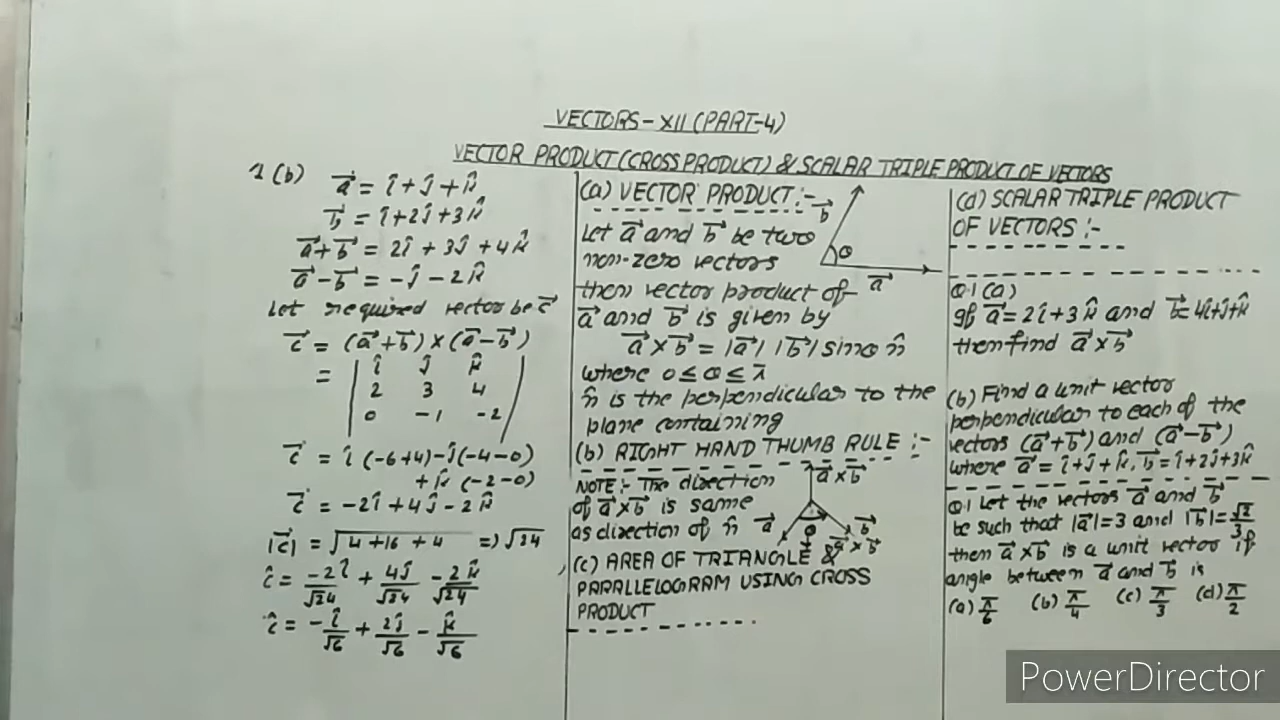 VECTORS - XII (PART-4)
VECTOR PRODUCT (CROSS PRODUCT) & SCALAR TRIPLE PRODUCT OF VECTORS
1 (b) a⃗ = î + ĵ + k̂
b⃗ = î + 2ĵ + 3k̂
a⃗+b⃗ = 2î + 3ĵ + 4k̂
a⃗-b⃗ = -ĵ - 2k̂
Let required vector be c⃗
c⃗ = (a⃗+b⃗) × (a⃗-b⃗)
= | î ĵ k̂ |
| 2 3 4 |
| 0 -1 -2 |
c⃗ = î (-6+4) - ĵ (-4-0)
+ k̂ (-2-0)
c⃗ = -2î + 4ĵ - 2k̂
|c⃗| = √4+16+4 => √24
ĉ = -2î/√24 + 4ĵ/√24 - 2k̂/√24
ĉ = -î/√6 + 2ĵ/√6 - k̂/√6
(a) VECTOR PRODUCT :-
b⃗
θ
a⃗
Let a⃗ and b⃗ be two
non-zero vectors
then vector product of
a⃗ and b⃗ is given by
a⃗ × b⃗ = |a⃗| |b⃗| sin θ n̂
where 0 ≤ θ ≤ π
n̂ is the perpendicular to the
plane containing
(b) RIGHT HAND THUMB RULE :-
a⃗ × b⃗
NOTE :- The direction
of a⃗ × b⃗ is same
as direction of n̂
a⃗
θ
b⃗
a⃗ × b⃗
(c) AREA OF TRIANGLE &
PARALLELOGRAM USING CROSS
PRODUCT
(d) SCALAR TRIPLE PRODUCT
OF VECTORS :-
Q.1 (a)
If a⃗ = 2î + 3k̂ and b⃗ = 4î+ĵ+k̂
then find a⃗ × b⃗
(b) Find a unit vector
perpendicular to each of the
vectors (a⃗+b⃗) and (a⃗-b⃗)
where a⃗ = î + ĵ + k̂, b⃗ = î + 2ĵ + 3k̂
Q.1 Let the vectors a⃗ and b⃗
be such that |a⃗| = 3 and |b⃗| = √2/3
then a⃗ × b⃗ is a unit vector if
angle between a⃗ and b⃗ is
(a) π/6 (b) π/4 (c) π/3 (d) π/2
PowerDirector